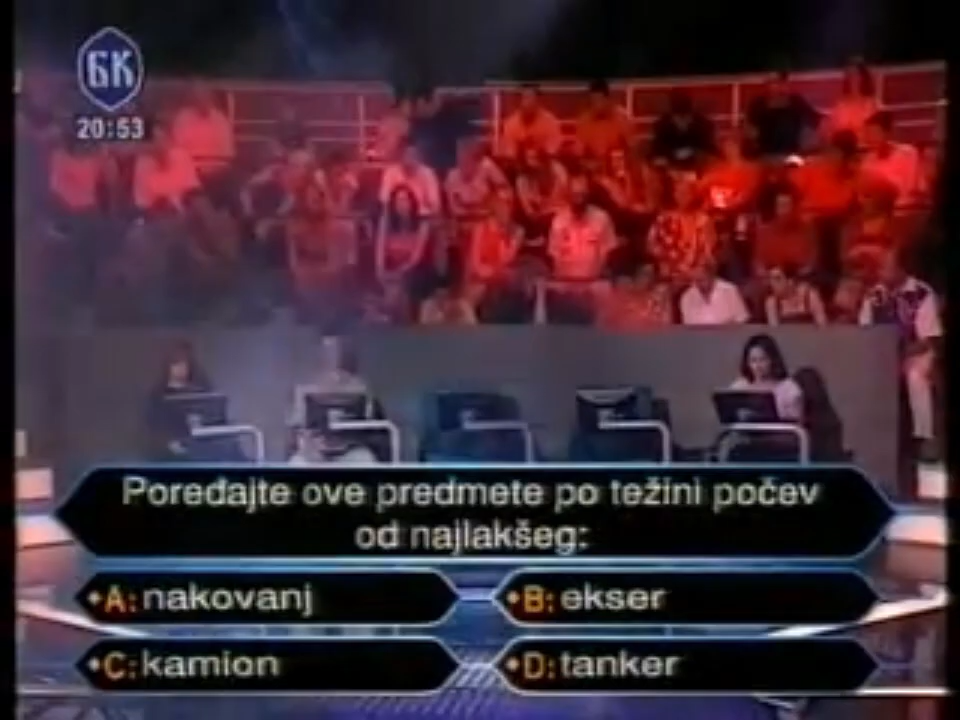 БК
20:53
Poređajte ove predmete po težini počev
od najlakšeg:
A: nakovanj
B: ekser
C: kamion
D: tanker